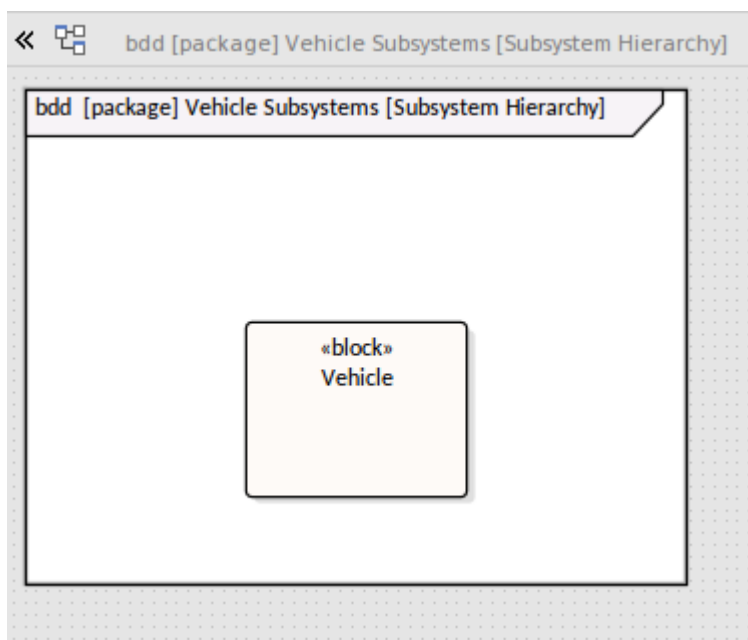 « bdd [package] Vehicle Subsystems [Subsystem Hierarchy]
bdd [package] Vehicle Subsystems [Subsystem Hierarchy]
«block»
Vehicle